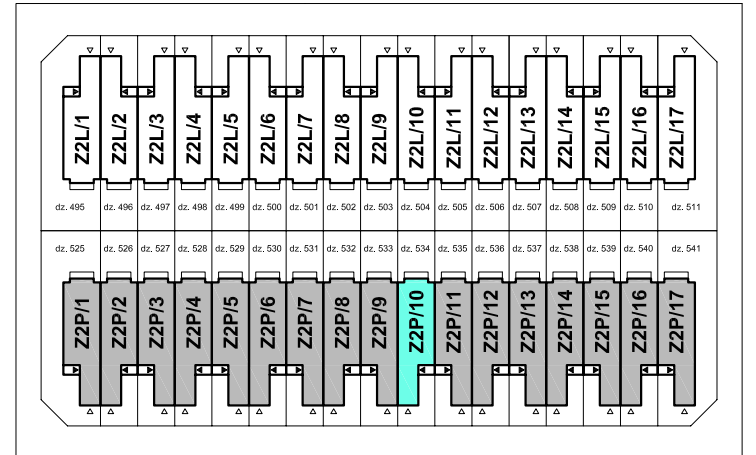 Z2L/1 Z2L/2 Z2L/3 Z2L/4 Z2L/5 Z2L/6 Z2L/7 Z2L/8 Z2L/9 Z2L/10 Z2L/11 Z2L/12 Z2L/13 Z2L/14 Z2L/15 Z2L/16 Z2L/17
dz. 495 dz. 496 dz. 497 dz. 498 dz. 499 dz. 500 dz. 501 dz. 502 dz. 503 dz. 504 dz. 505 dz. 506 dz. 507 dz. 508 dz. 509 dz. 510 dz. 511
dz. 525 dz. 526 dz. 527 dz. 528 dz. 529 dz. 530 dz. 531 dz. 532 dz. 533 dz. 534 dz. 535 dz. 536 dz. 537 dz. 538 dz. 539 dz. 540 dz. 541
Z2P/1 Z2P/2 Z2P/3 Z2P/4 Z2P/5 Z2P/6 Z2P/7 Z2P/8 Z2P/9 Z2P/10 Z2P/11 Z2P/12 Z2P/13 Z2P/14 Z2P/15 Z2P/16 Z2P/17